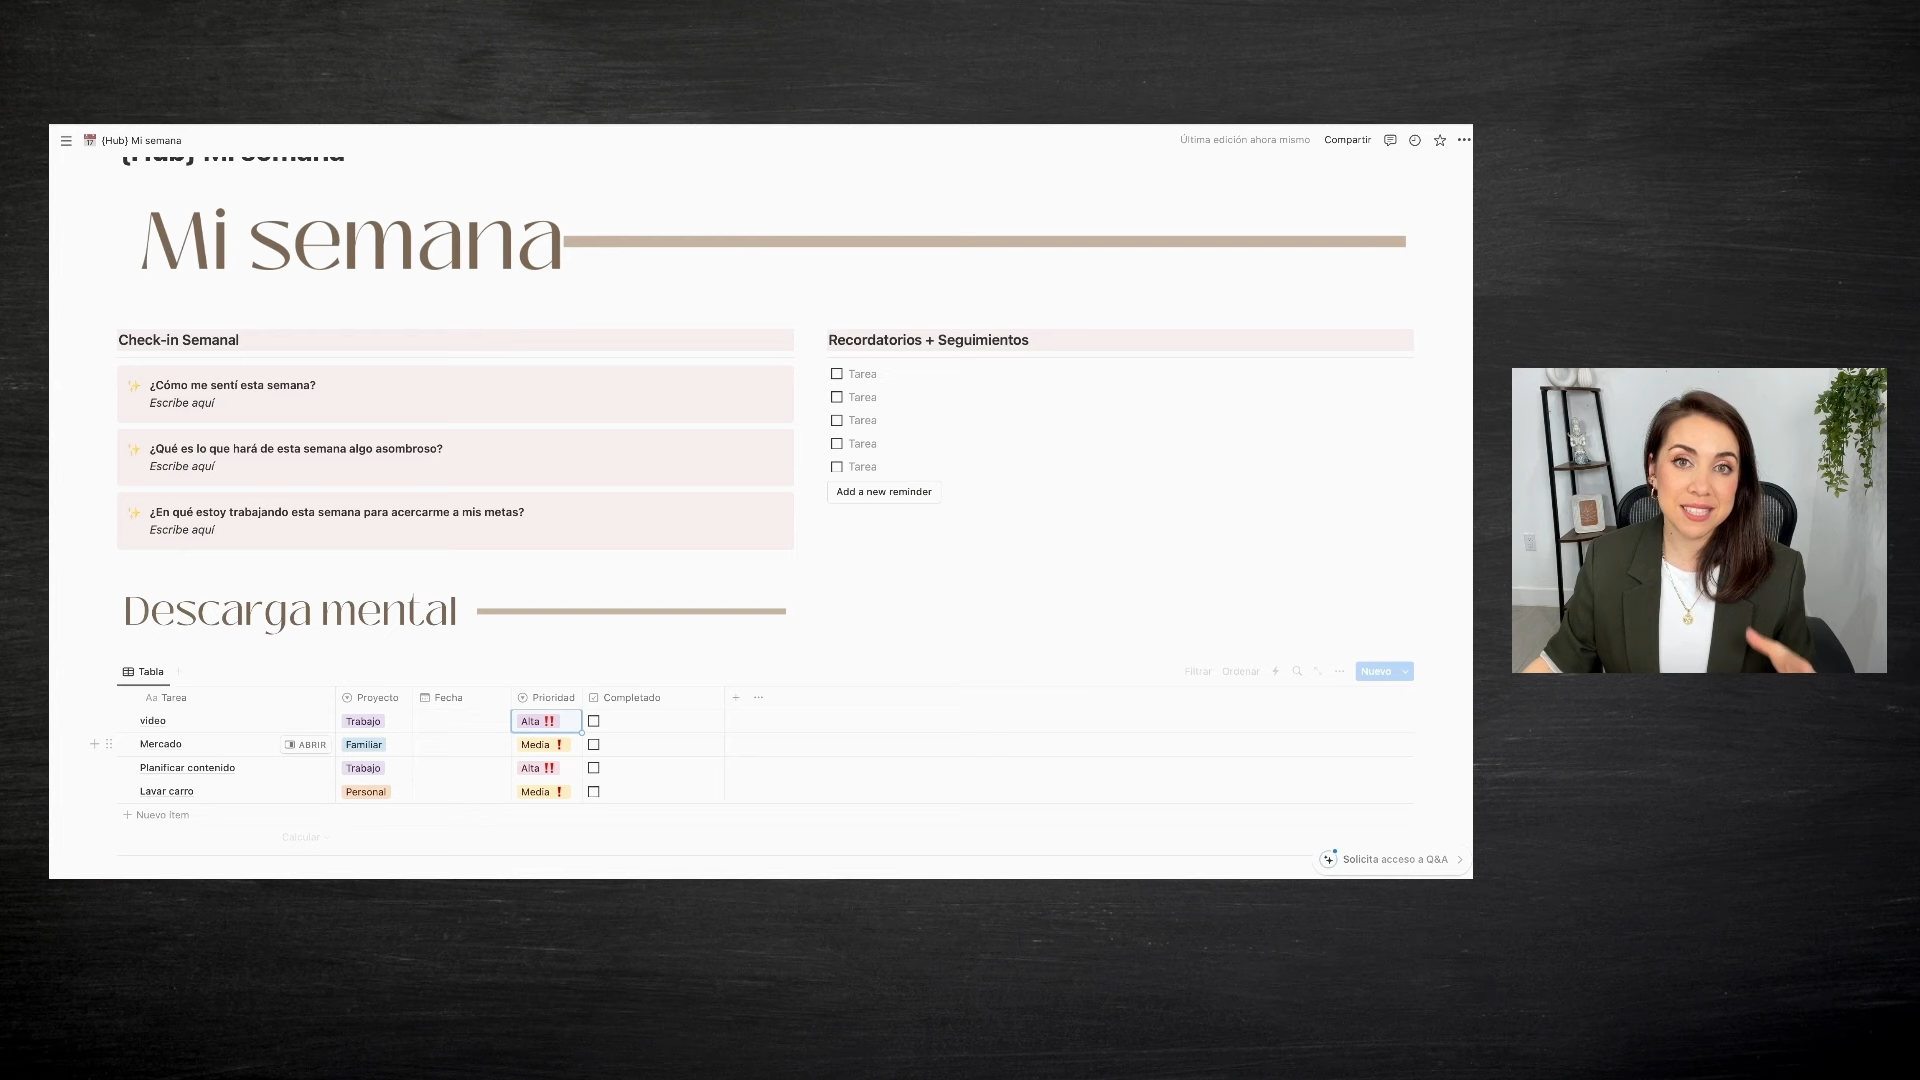 {Hub} Mi semana
Última edición ahora mismo
Compartir
{Hub} Mi semana
Mi semana
Check-in Semanal
¿Cómo me sentí esta semana?
Escribe aquí
¿Qué es lo que hará de esta semana algo asombroso?
Escribe aquí
¿En qué estoy trabajando esta semana para acercarme a mis metas?
Escribe aquí
Recordatorios + Seguimientos
Tarea
Tarea
Tarea
Tarea
Tarea
Add a new reminder
Descarga mental
Tabla
Filtrar Ordenar Nuevo
Aa Tarea Proyecto Fecha Prioridad Completado
video Trabajo Alta ‼️
Mercado ABRIR Familiar Media ❗
Planificar contenido Trabajo Alta ‼️
Lavar carro Personal Media ❗
+ Nuevo ítem
Calcular
Solicita acceso a Q&A